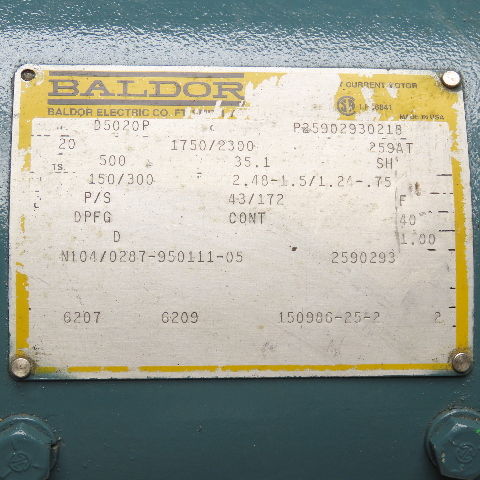 BALDOR
BALDOR ELECTRIC CO. FT
CURRENT MOTOR
MADE IN USA
D5020P P25902930218
20 1750/2300 259AT
TS 500 35.1 SH
150/300 2.48-1.5/1.24-.75
P/S 43/172 F
DPFG CONT 40
D 1.00
N104/0287-950111-05 2590293
6207 6209 150986-25-2 2